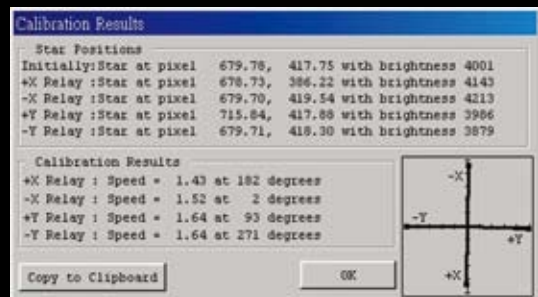 Calibration Results
Star Positions
Initially:Star at pixel 679.78, 417.75 with brightness 4001
+X Relay :Star at pixel 678.73, 386.22 with brightness 4143
-X Relay :Star at pixel 679.70, 419.54 with brightness 4213
+Y Relay :Star at pixel 715.84, 417.88 with brightness 3986
-Y Relay :Star at pixel 679.71, 418.30 with brightness 3879
Calibration Results
+X Relay : Speed = 1.43 at 182 degrees
-X Relay : Speed = 1.52 at 2 degrees
+Y Relay : Speed = 1.64 at 93 degrees
-Y Relay : Speed = 1.64 at 271 degrees
-X
-Y
+Y
+X
Copy to Clipboard
OK